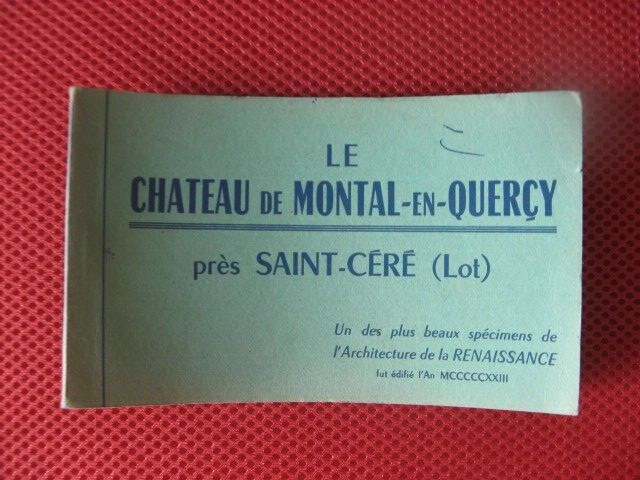 LE
CHATEAU DE MONTAL-EN-QUERÇY
près SAINT-CÉRÉ (Lot)
Un des plus beaux spécimens de
l'Architecture de la RENAISSANCE
fut édifié l'An MCCCCCXXIII